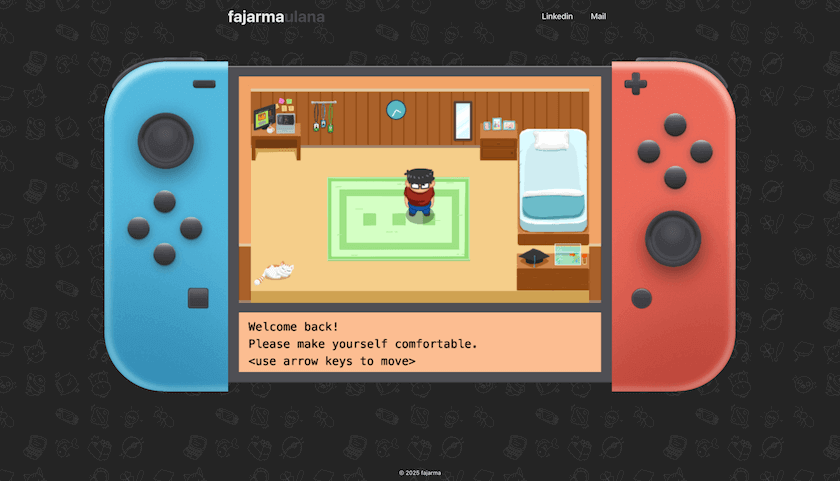 fajarmaulana
Linkedin Mail
Welcome back!
Please make yourself comfortable.
<use arrow keys to move>
© 2025 fajarma